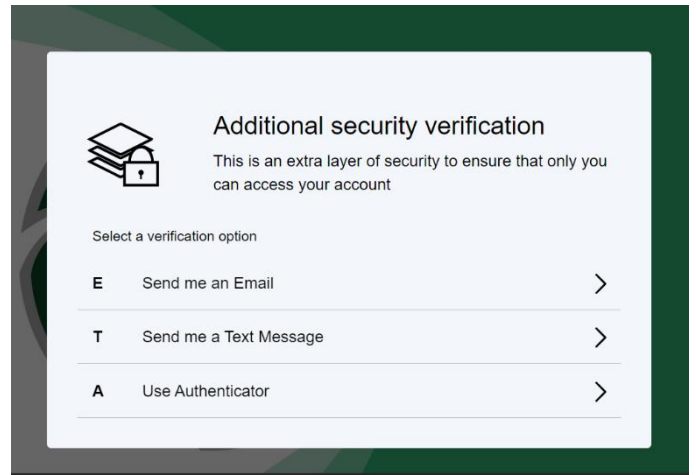 Additional security verification
This is an extra layer of security to ensure that only you
can access your account
Select a verification option
E Send me an Email
T Send me a Text Message
A Use Authenticator